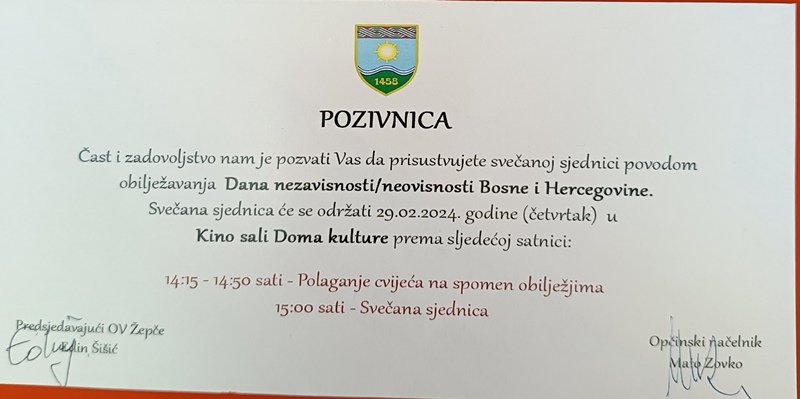 1458
POZIVNICA
Čast i zadovoljstvo nam je pozvati Vas da prisustvujete svečanoj sjednici povodom
obilježavanja Dana nezavisnosti/neovisnosti Bosne i Hercegovine.
Svečana sjednica će se održati 29.02.2024. godine (četvrtak) u
Kino sali Doma kulture prema sljedećoj satnici:
14:15 - 14:50 sati - Polaganje cvijeća na spomen obilježjima
15:00 sati - Svečana sjednica
Predsjedavajući OV Žepče
Edin Šišić
Općinski načelnik
Mato Zovko